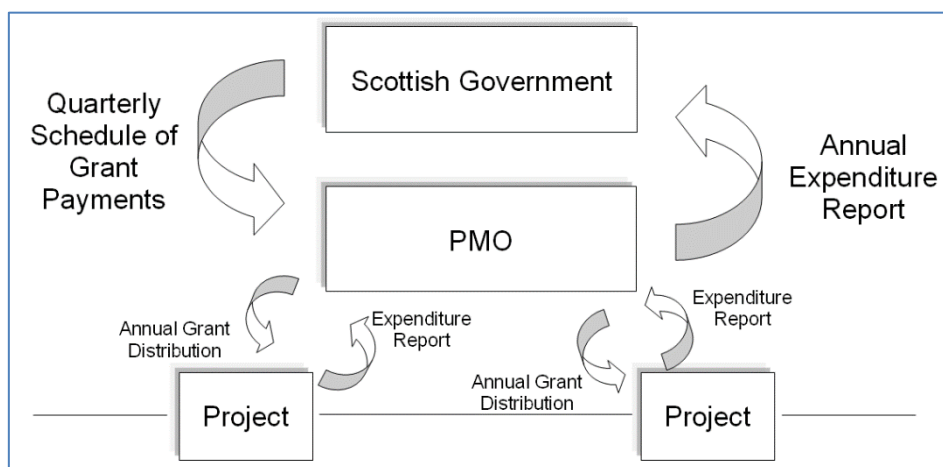 Scottish Government
Quarterly
Schedule of
Grant
Payments
Annual
Expenditure
Report
PMO
Annual Grant
Distribution
Expenditure
Report
Annual Grant
Distribution
Expenditure
Report
Project
Project